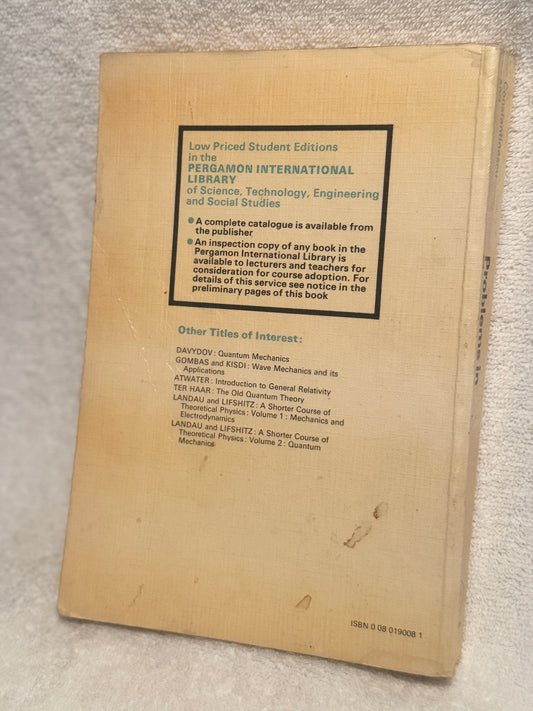 Low Priced Student Editions
in the
PERGAMON INTERNATIONAL
LIBRARY
of Science, Technology, Engineering
and Social Studies
• A complete catalogue is available from
the publisher
• An inspection copy of any book in the
Pergamon International Library is
available to lecturers and teachers for
consideration for course adoption. For
details of this service see notice in the
preliminary pages of this book
Other Titles of Interest:
DAVYDOV: Quantum Mechanics
GOMBAS and KISDI: Wave Mechanics and its
Applications
ATWATER: Introduction to General Relativity
TER HAAR: The Old Quantum Theory
LANDAU and LIFSHITZ: A Shorter Course of
Theoretical Physics: Volume 1: Mechanics and
Electrodynamics
LANDAU and LIFSHITZ: A Shorter Course of
Theoretical Physics: Volume 2: Quantum
Mechanics
ISBN 0 08 019008 1
Problems in